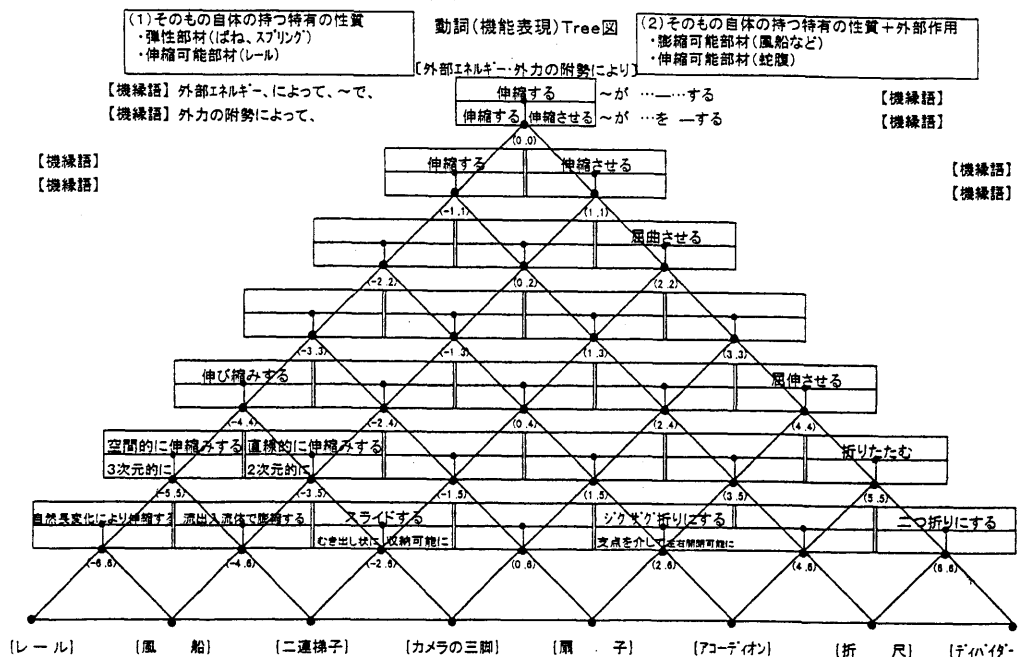 (1)そのもの自体の持つ特有の性質
・弾性部材(ばね、スプリング)
・伸縮可能部材(レール)
動詞(機能表現)Tree図
(2)そのもの自体の持つ特有の性質+外部作用
・膨縮可能部材(風船など)
・伸縮可能部材(蛇腹)
[外部エネルギー・外力の附勢により]
【機縁語】外部エネルギー、によって、~で、
【機縁語】外力の附勢によって、
伸縮する ~が …―…する
伸縮する 伸縮させる ~が …を ―する
【機縁語】
【機縁語】
(0,0)
【機縁語】
【機縁語】
伸縮する 伸縮させる
【機縁語】
【機縁語】
(-1,1) (1,1)
屈曲させる
(-2,2) (0,2) (2,2)
(-3,3) (-1,3) (1,3) (3,3)
伸び縮みする 屈伸させる
(-4,4) (-2,4) (0,4) (2,4) (4,4)
空間的に伸縮みする 直線的に伸縮みする 折りたたむ
3次元的に 2次元的に
(-5,5) (-3,5) (-1,5) (1,5) (3,5) (5,5)
自然長変化により伸縮する 流出入流体で膨縮する スライドする ジグザグ折りにする 二つ折りにする
むき出し状に 収納可能に 支点を介して左右開閉可能に
(-6,6) (-4,6) (-2,6) (0,6) (2,6) (4,6) (6,6)
[レール] [風 船] [二連梯子] [カメラの三脚] [扇 子] [アコーディオン] [折 尺] [ディバイダー